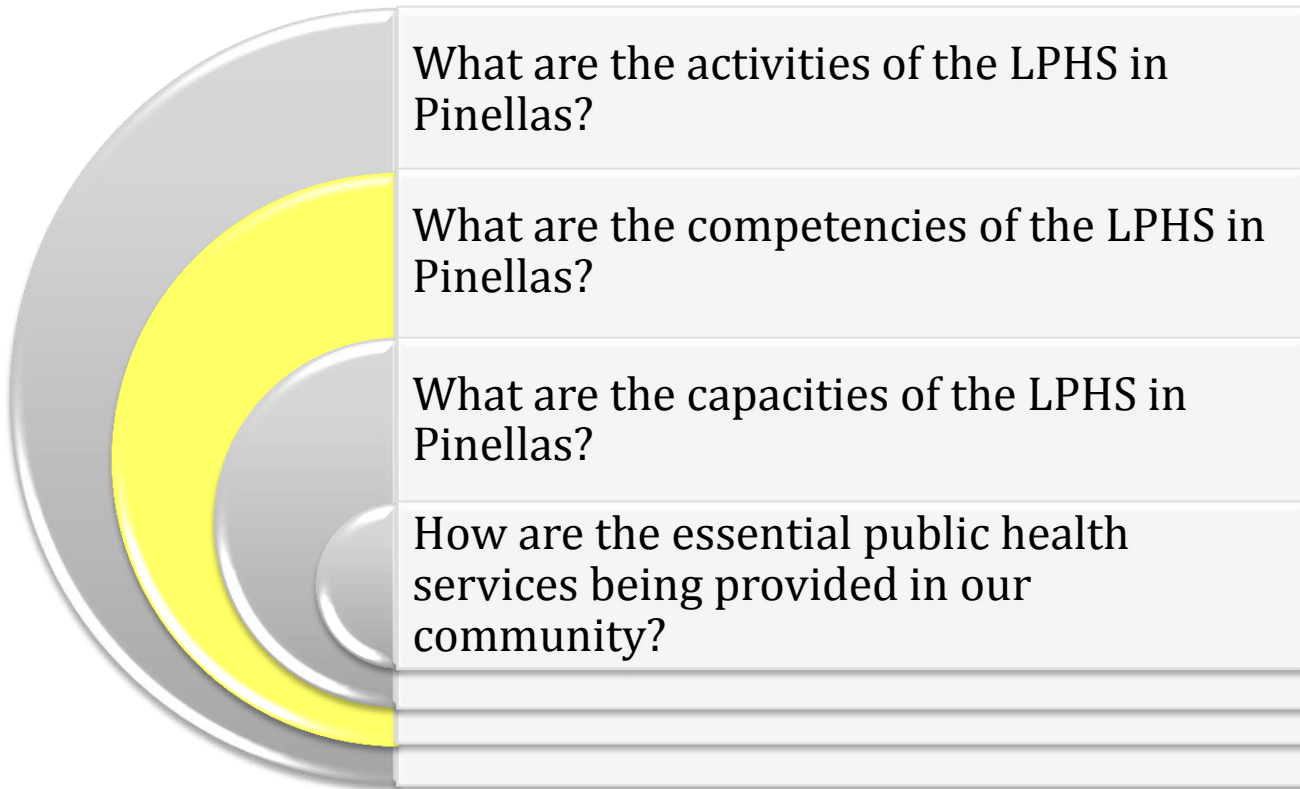 What are the activities of the LPHS in
Pinellas?
What are the competencies of the LPHS in
Pinellas?
What are the capacities of the LPHS in
Pinellas?
How are the essential public health
services being provided in our
community?